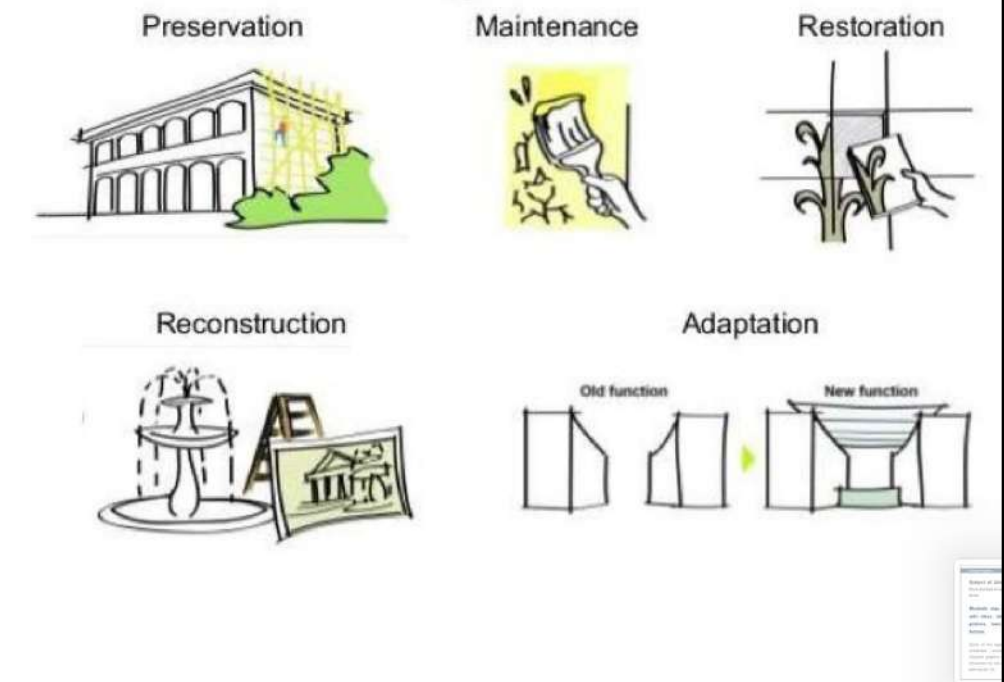 Preservation
Maintenance
Restoration
Reconstruction
Adaptation
Old function
New function